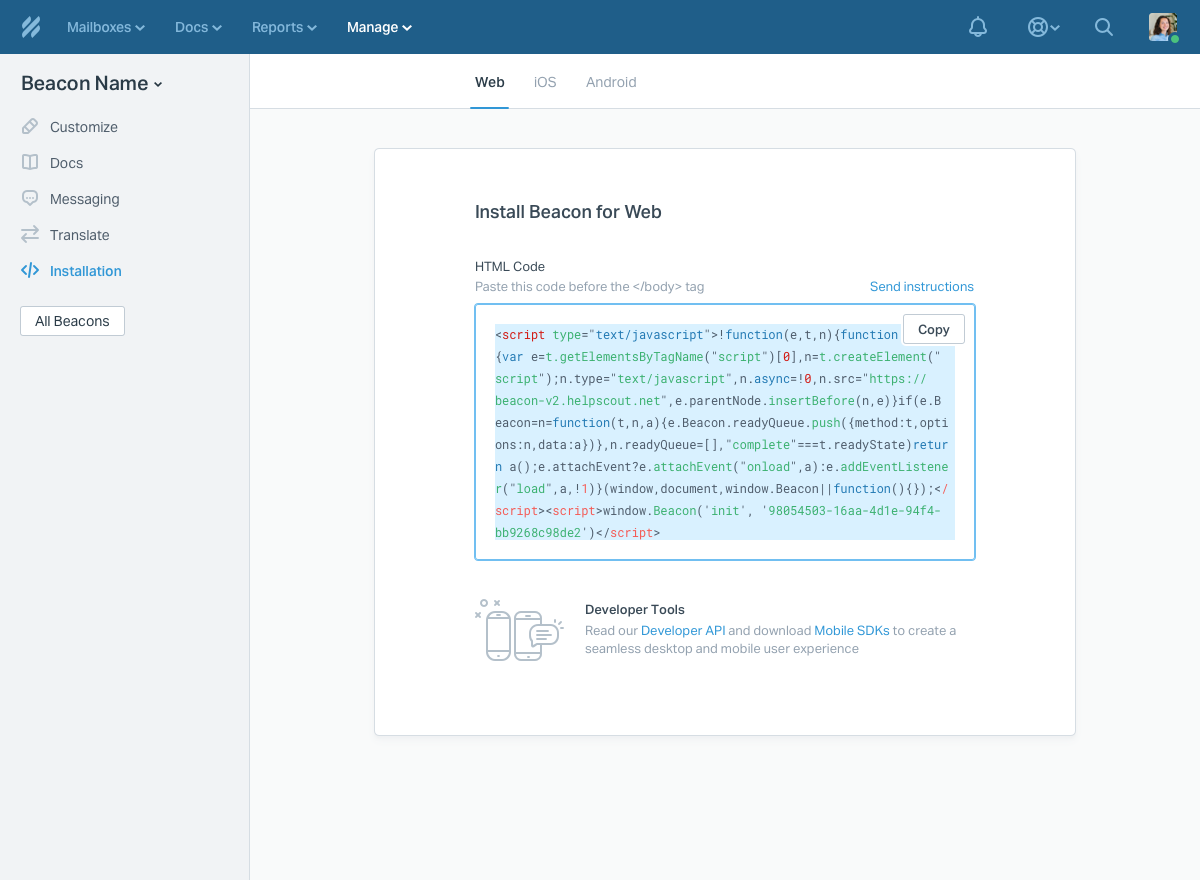 Mailboxes Docs Reports Manage
Beacon Name
Customize
Docs
Messaging
Translate
Installation
All Beacons
Web iOS Android
Install Beacon for Web
HTML Code
Paste this code before the </body> tag
Send instructions
Copy
<script type="text/javascript">!function(e,t,n){function
{var e=t.getElementsByTagName("script")[0],n=t.createElement("
script");n.type="text/javascript",n.async=!0,n.src="https://
beacon-v2.helpscout.net",e.parentNode.insertBefore(n,e)}if(e.B
eacon=n=function(t,n,a){e.Beacon.readyQueue.push({method:t,opti
ons:n,data:a})},n.readyQueue=[],"complete"===t.readyState)retur
n a();e.attachEvent?e.attachEvent("onload",a):e.addEventListene
r("load",a,!1)}(window,document,window.Beacon||function(){});</
script><script>window.Beacon('init', '98054503-16aa-4d1e-94f4-
bb9268c98de2')</script>
Developer Tools
Read our Developer API and download Mobile SDKs to create a
seamless desktop and mobile user experience